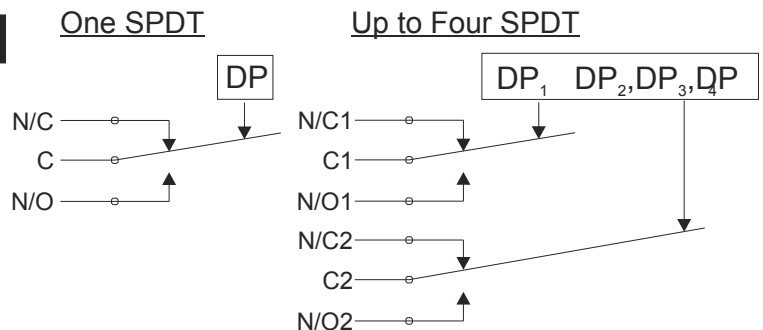 One SPDT
Up to Four SPDT
DP
DP₁ DP₂,DP₃,DP₄
N/C
C
N/O
N/C1
C1
N/O1
N/C2
C2
N/O2